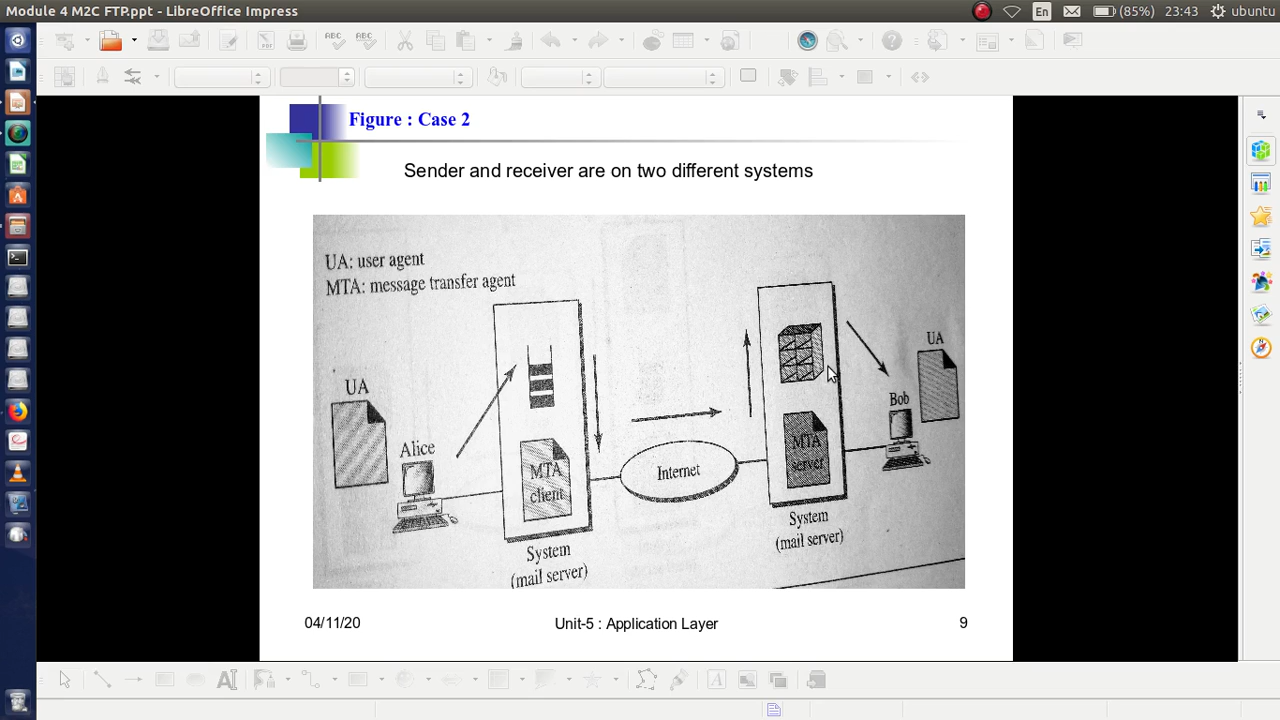 Module 4 M2C FTP.ppt - LibreOffice Impress
En
(85%)
23:43
ubuntu
ABC
ABC
Figure : Case 2
Sender and receiver are on two different systems
UA: user agent
MTA: message transfer agent
UA
Alice
MTA
client
System
(mail server)
Internet
MTA
server
System
(mail server)
Bob
UA
04/11/20
Unit-5 : Application Layer
9